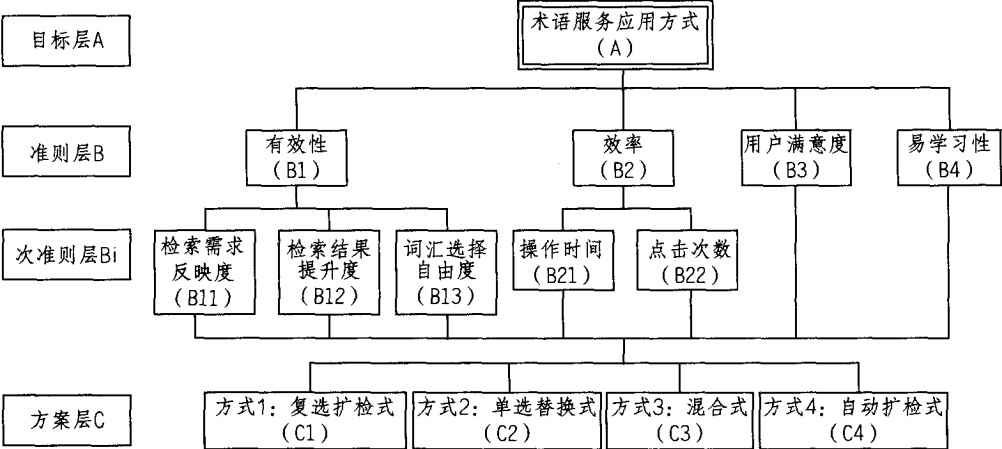 目标层A
术语服务应用方式
(A)
准则层B
有效性
(B1)
效率
(B2)
用户满意度
(B3)
易学习性
(B4)
次准则层Bi
检索需求
反映度
(B11)
检索结果
提升度
(B12)
词汇选择
自由度
(B13)
操作时间
(B21)
点击次数
(B22)
方案层C
方式1：复选扩检式
(C1)
方式2：单选替换式
(C2)
方式3：混合式
(C3)
方式4：自动扩检式
(C4)